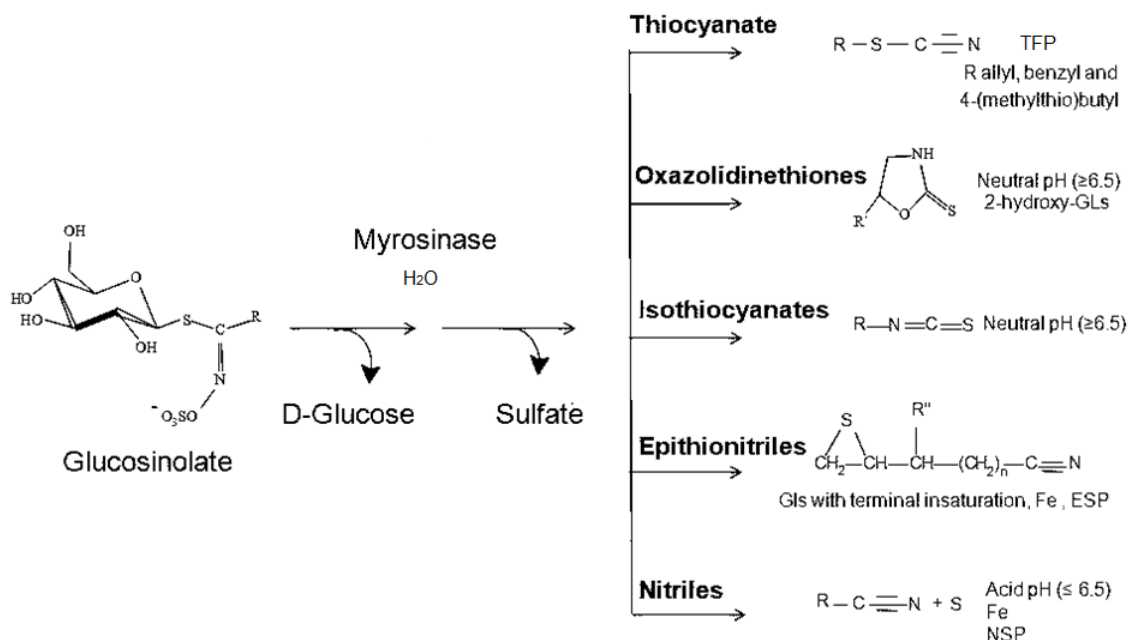 Thiocyanate
R – S – C ≡ N TFP
R allyl, benzyl and
4-(methylthio)butyl
Oxazolidinethiones
NH
O
S
R'
Neutral pH (≥6.5)
2-hydroxy-GLs
Myrosinase
H2O
OH
O
HO
HO
OH
S
C
R
N
-O3SO
Glucosinolate
D-Glucose
Sulfate
Isothiocyanates
R—N=C=S Neutral pH (≥6.5)
Epithionitriles
S
R"
CH2—CH—CH—(CH2)n—C≡N
Gls with terminal insaturation, Fe , ESP
Nitriles
R – C ≡ N + S
Acid pH (≤ 6.5)
Fe
NSP